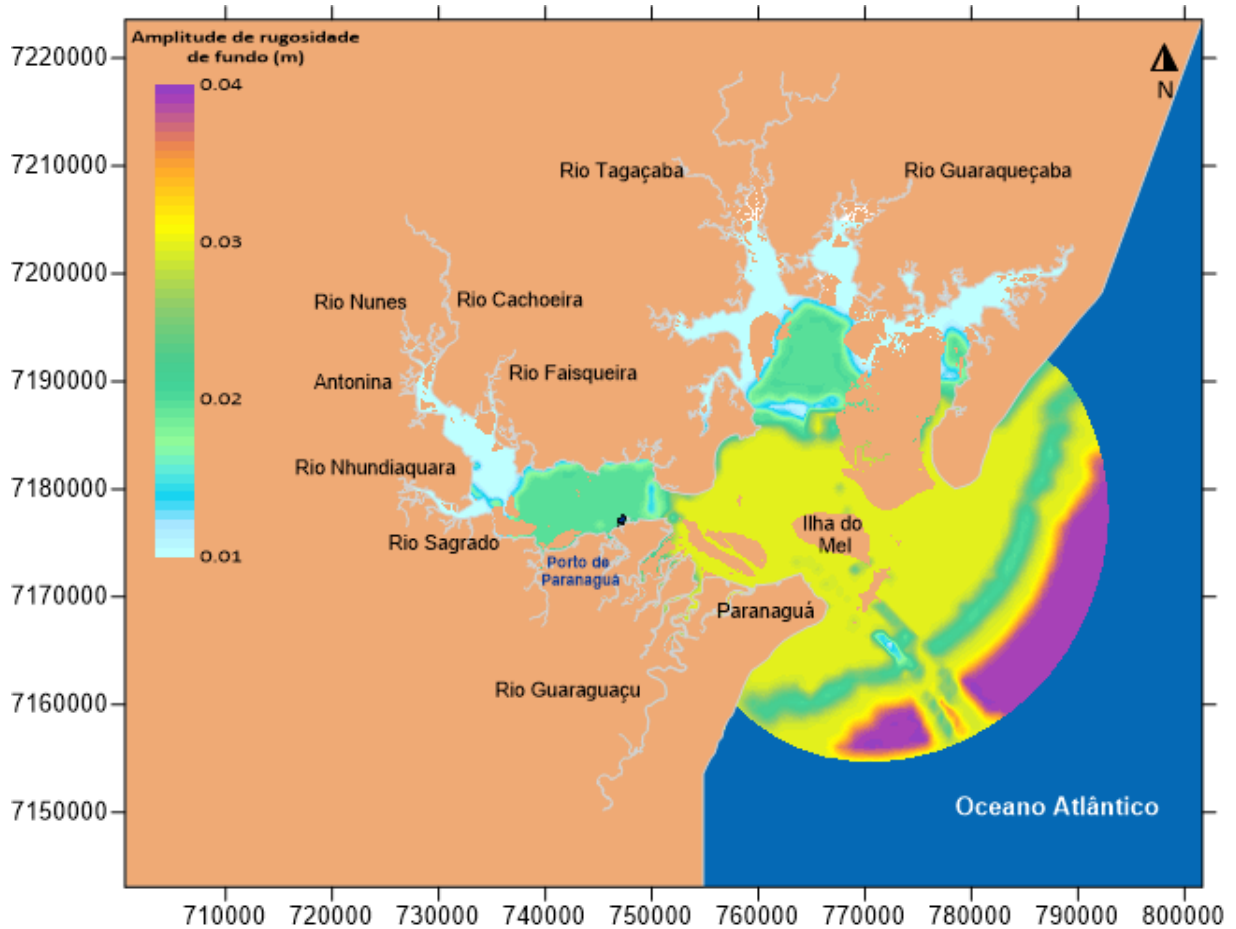 Amplitude de rugosidade
de fundo (m)
0.04
0.03
0.02
0.01
N
7220000
7210000
7200000
7190000
7180000
7170000
7160000
7150000
Rio Tagaçaba
Rio Guaraqueçaba
Rio Nunes
Rio Cachoeira
Antonina
Rio Faisqueira
Rio Nhundiaquara
Rio Sagrado
Porto de
Paranaguá
Ilha do
Mel
Paranaguá
Rio Guaraguaçu
Oceano Atlântico
710000
720000
730000
740000
750000
760000
770000
780000
790000
800000